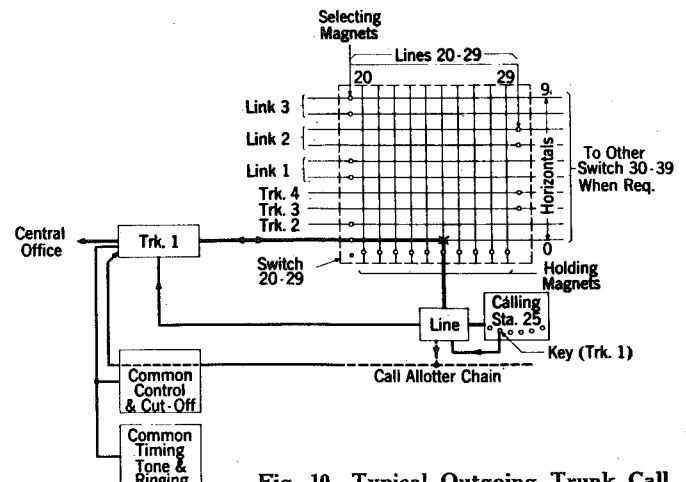 Selecting
Magnets
Lines 20-29
20
29
9
Link 3
Link 2
Link 1
Trk. 4
Trk. 3
Trk. 2
Horizontals
To Other
Switch 30-39
When Req.
Central
Office
Trk. 1
0
Switch
20-29
Holding
Magnets
Line
Calling
Sta. 25
Key (Trk. 1)
Call Allotter Chain
Common
Control
& Cut-Off
Common
Timing
Tone &
Ringing
Fig. 10. Typical Outgoing Trunk Call